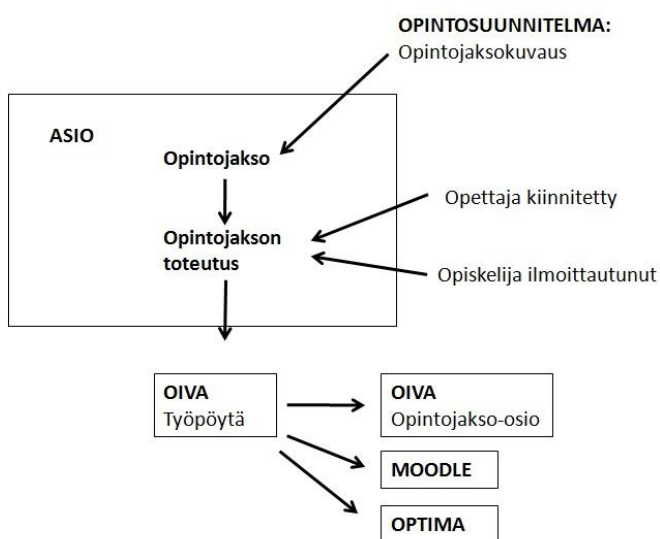 OPINTOSUUNNITELMA:
Opintojaksokuvaus
ASIO
Opintojakso
Opettaja kiinnitetty
Opintojakson
toteutus
Opiskelija ilmoittautunut
OIVA
Työpöytä
OIVA
Opintojakso-osio
MOODLE
OPTIMA